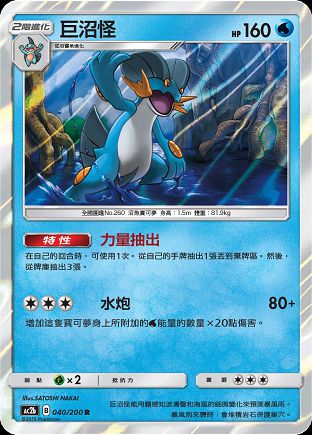 2階進化 巨沼怪 HP160
從沼躍魚進化
全國圖鑑No.260 沼魚寶可夢 身高：1.5m 體重：81.9kg
特性 力量抽出
在自己的回合時，可使用1次。從自己的手牌抽出1張丟到棄牌區。然後，
從牌庫抽出3張。
水炮 80+
增加這隻寶可夢身上所附加的能量的數量×20點傷害。
弱點 ×2 抵抗力 撤退
Illus.SATOSHI NAKAI
AC2b B 040/200 R
©2019 Pokémon
巨沼怪能用鰭感知波濤聲和海風的細微變化來預測暴風雨。
暴風雨來襲時，會堆積岩石保護巢穴。